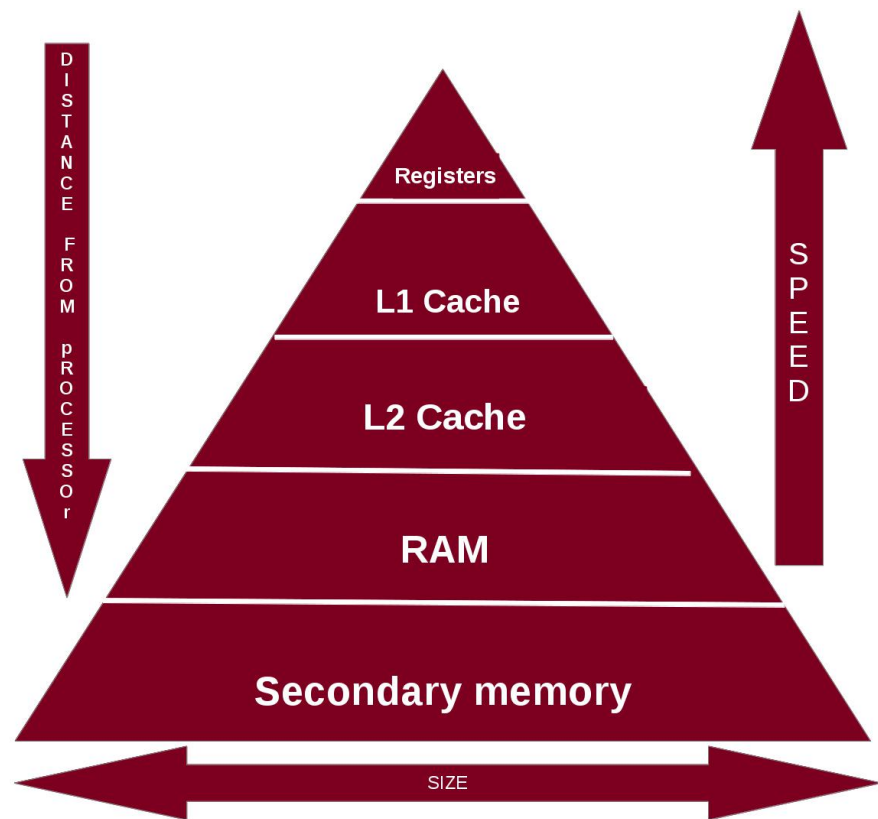 DISTANCE FROM pROCESSOr
Registers
L1 Cache
L2 Cache
RAM
Secondary memory
SPEED
SIZE